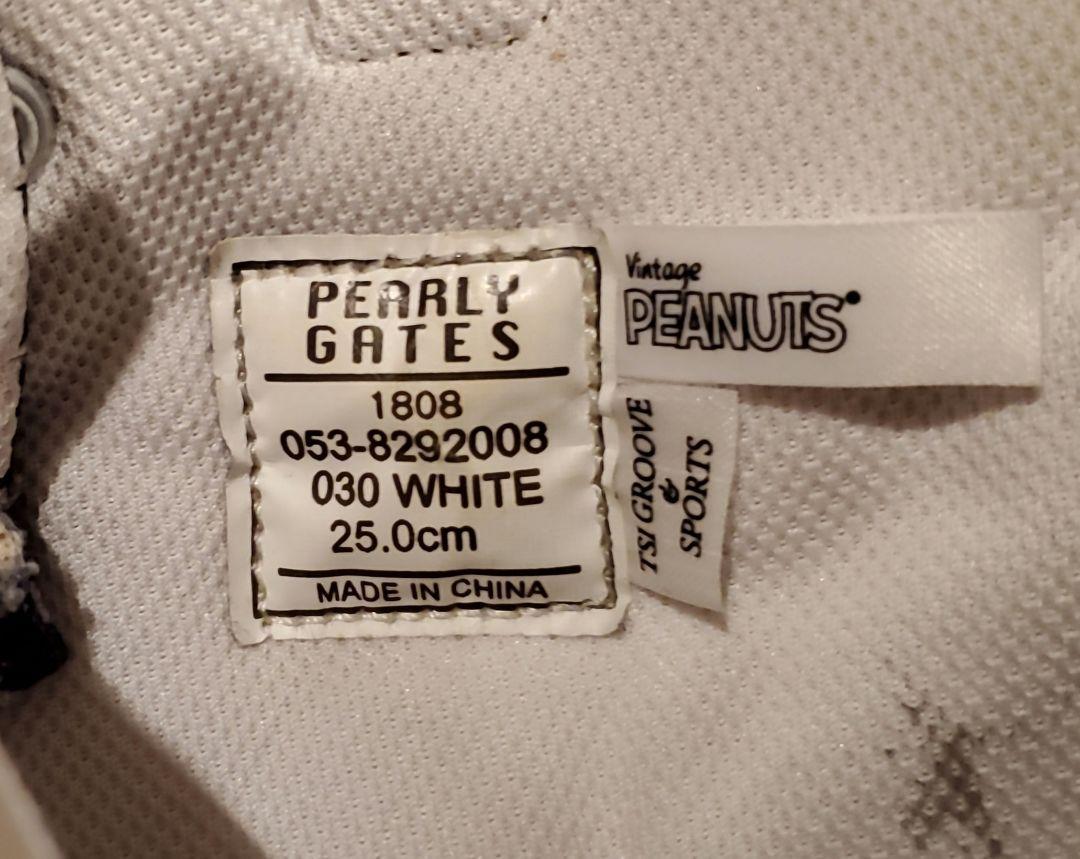 PEARLY
GATES
1808
053-8292008
030 WHITE
25.0cm
MADE IN CHINA
Vintage
PEANUTS
TSI GROOVE
&
SPORTS